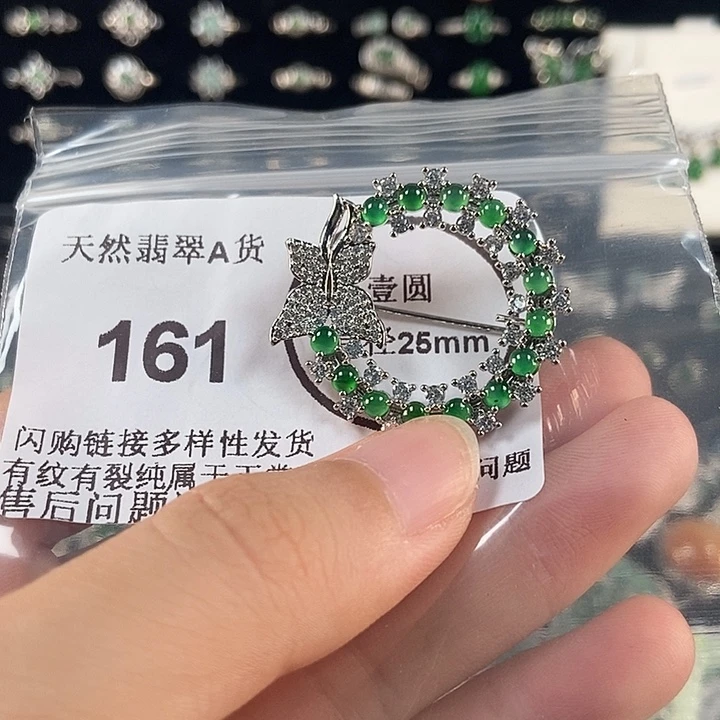 天然翡翠A货
壹圆
161
径25mm
闪购链接多样性发货
有纹有裂纯属
售后问题
问题